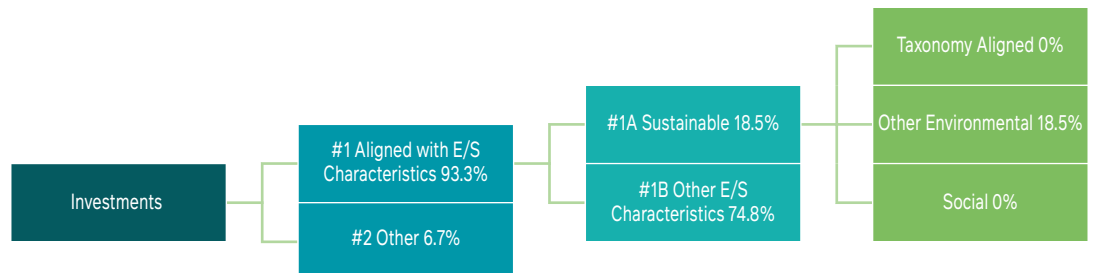 Investments
#1 Aligned with E/S
Characteristics 93.3%
#2 Other 6.7%
#1A Sustainable 18.5%
#1B Other E/S
Characteristics 74.8%
Taxonomy Aligned 0%
Other Environmental 18.5%
Social 0%